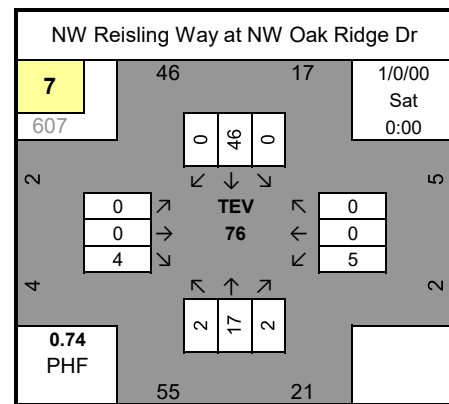 NW Reisling Way at NW Oak Ridge Dr
7
607
46
17
1/0/00
Sat
0:00
0 46 0
↙ ↓ ↘
2
5
0 ↗
0 →
4 ↘
TEV
76
↖ 0
← 0
↙ 5
4
2
↖ ↑ ↗
2 17 2
0.74
PHF
55
21